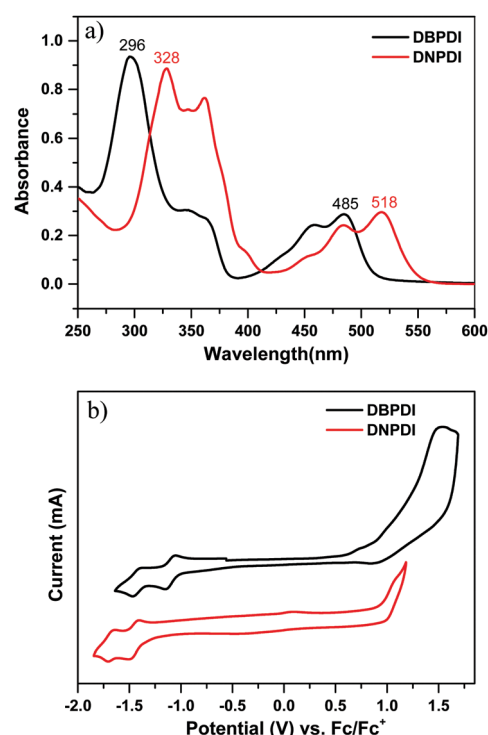 a)
296
328
DBPDI
DNPDI
485
518
Absorbance
1.0
0.8
0.6
0.4
0.2
0.0
250 300 350 400 450 500 550 600
Wavelength(nm)
b)
DBPDI
DNPDI
Current (mA)
-2.0 -1.5 -1.0 -0.5 0.0 0.5 1.0 1.5
Potential (V) vs. Fc/Fc⁺